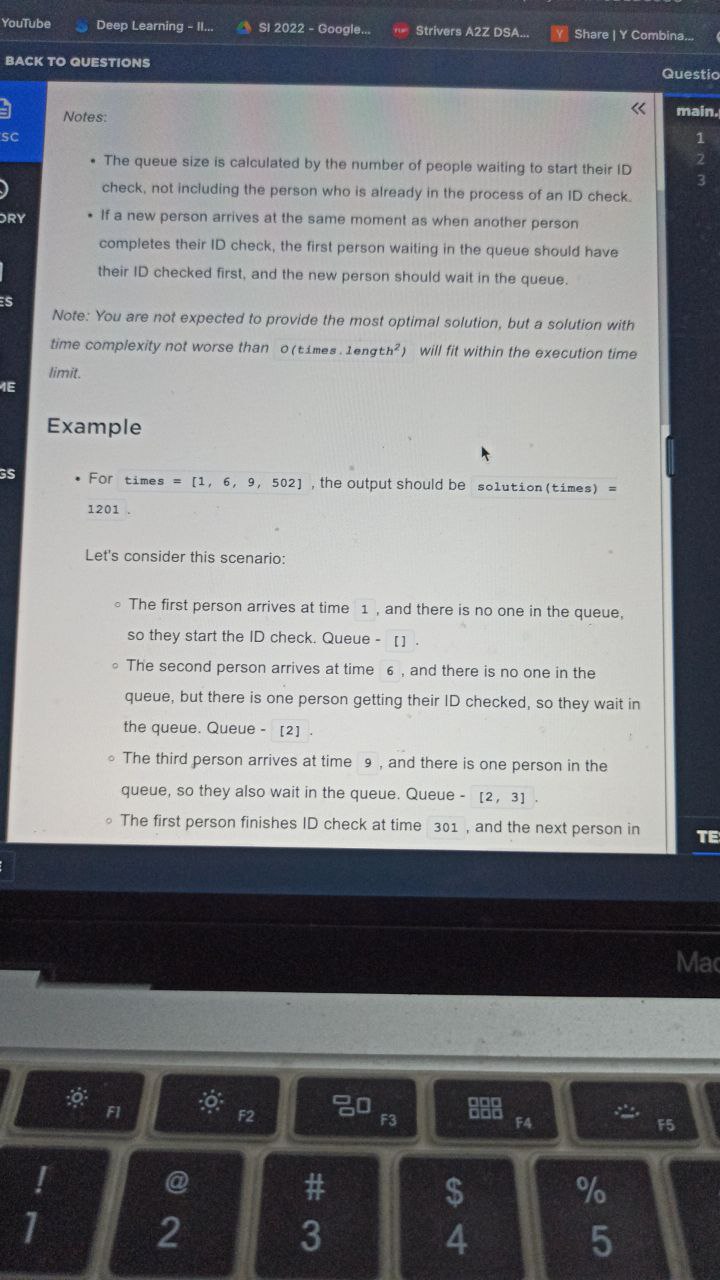 YouTube
Deep Learning - II...
SI 2022 - Google...
Strivers A2Z DSA...
Share | Y Combina...
BACK TO QUESTIONS
Questio
main.
1
2
3
SC
ORY
ES
ME
GS
Notes:
• The queue size is calculated by the number of people waiting to start their ID
check, not including the person who is already in the process of an ID check.
• If a new person arrives at the same moment as when another person
completes their ID check, the first person waiting in the queue should have
their ID checked first, and the new person should wait in the queue.
Note: You are not expected to provide the most optimal solution, but a solution with
time complexity not worse than O(times.length²) will fit within the execution time
limit.
Example
• For times = [1, 6, 9, 502] , the output should be solution(times) =
1201 .
Let's consider this scenario:
◦ The first person arrives at time 1 , and there is no one in the queue,
so they start the ID check. Queue - [] .
◦ The second person arrives at time 6 , and there is no one in the
queue, but there is one person getting their ID checked, so they wait in
the queue. Queue - [2] .
◦ The third person arrives at time 9 , and there is one person in the
queue, so they also wait in the queue. Queue - [2, 3] .
◦ The first person finishes ID check at time 301 , and the next person in
TE
Mac
F1
F2
F3
F4
F5
! @ # $ %
1 2 3 4 5